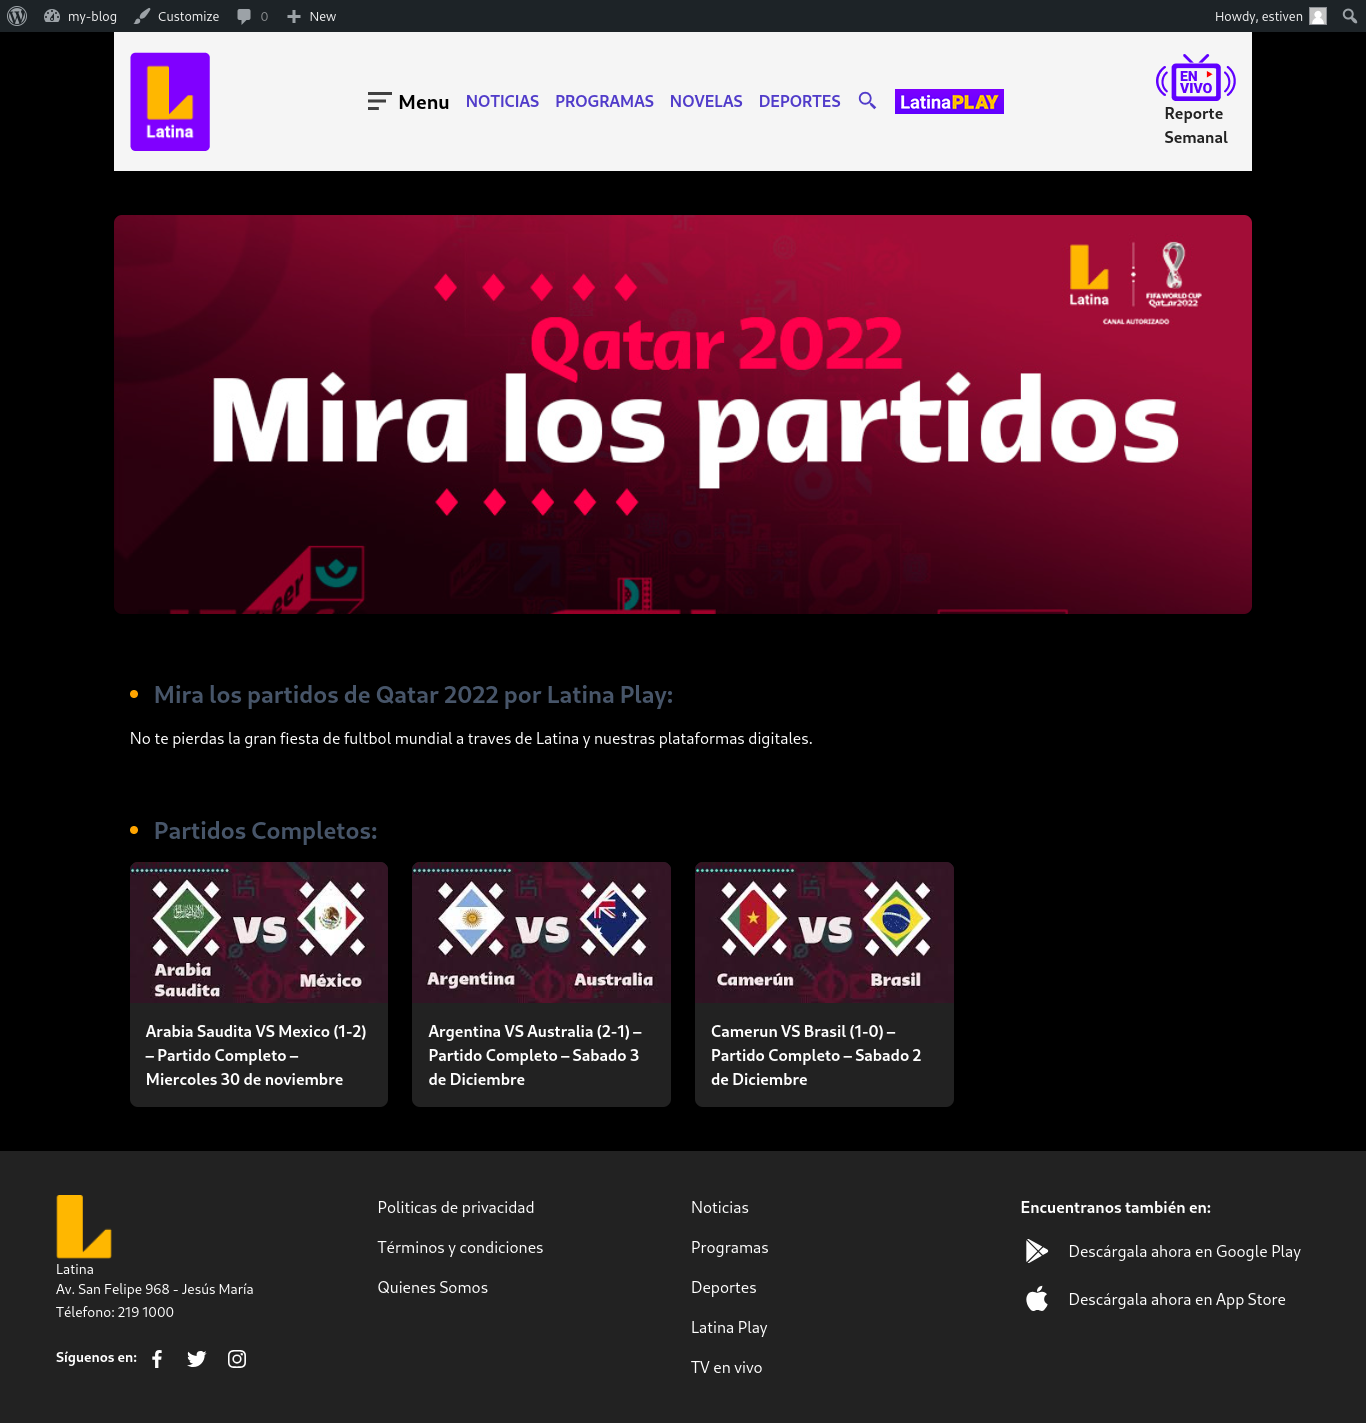 my-blog
Customize
0
New
Howdy, estiven
Latina
Menu
NOTICIAS
PROGRAMAS
NOVELAS
DEPORTES
LatinaPLAY
EN
VIVO
Reporte
Semanal
Latina
FIFA WORLD CUP
Qat_ar2022
CANAL AUTORIZADO
Qatar 2022
Mira los partidos
Mira los partidos de Qatar 2022 por Latina Play:
No te pierdas la gran fiesta de fultbol mundial a traves de Latina y nuestras plataformas digitales.
Partidos Completos:
VS
Arabia
Saudita
México
Arabia Saudita VS Mexico (1-2)
– Partido Completo –
Miercoles 30 de noviembre
VS
Argentina
Australia
Argentina VS Australia (2-1) –
Partido Completo – Sabado 3
de Diciembre
VS
Camerún
Brasil
Camerun VS Brasil (1-0) –
Partido Completo – Sabado 2
de Diciembre
Latina
Av. San Felipe 968 - Jesús María
Télefono: 219 1000
Síguenos en:
Politicas de privacidad
Términos y condiciones
Quienes Somos
Noticias
Programas
Deportes
Latina Play
TV en vivo
Encuentranos también en:
Descárgala ahora en Google Play
Descárgala ahora en App Store